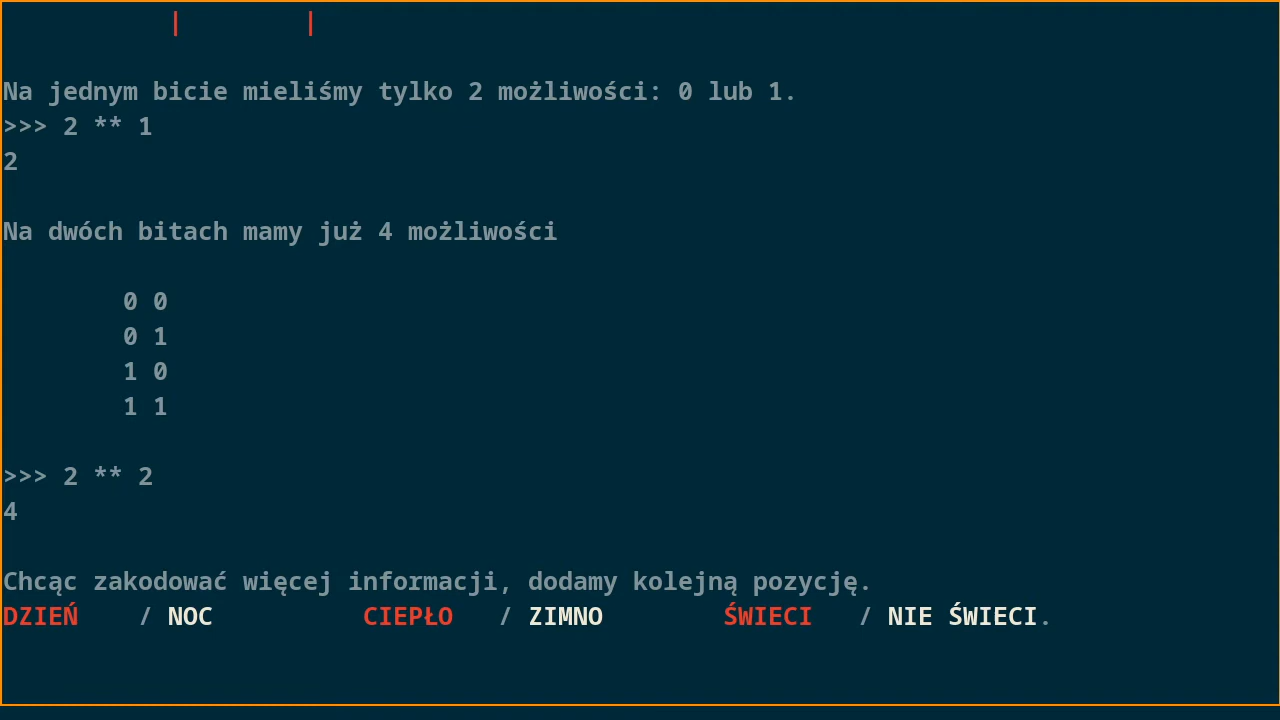 |        |
Na jednym bicie mieliśmy tylko 2 możliwości: 0 lub 1.
>>> 2 ** 1
2
Na dwóch bitach mamy już 4 możliwości
0 0
0 1
1 0
1 1
>>> 2 ** 2
4
Chcąc zakodować więcej informacji, dodamy kolejną pozycję.
DZIEŃ    / NOC          CIEPŁO   / ZIMNO        ŚWIECI   / NIE ŚWIECI.